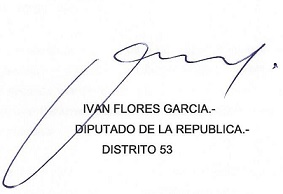 IVAN FLORES GARCIA.-
DIPUTADO DE LA REPUBLICA.-
DISTRITO 53